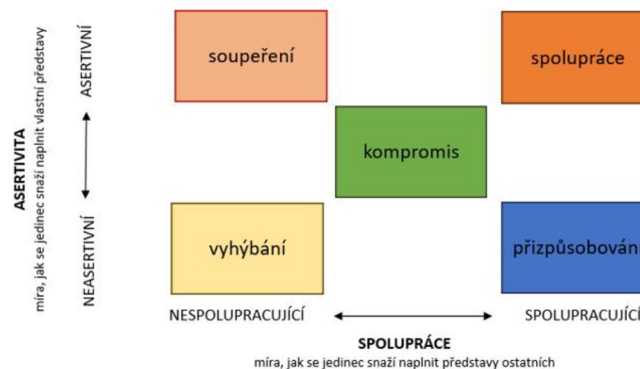 ASERTIVITA
míra, jak se jedinec snaží naplnit vlastní představy
ASERTIVNÍ
NEASERTIVNÍ
soupeření
spolupráce
kompromis
vyhýbání
přizpůsobování
NESPOLUPRACUJÍCÍ
SPOLUPRACUJÍCÍ
SPOLUPRÁCE
míra, jak se jedinec snaží naplnit představy ostatních